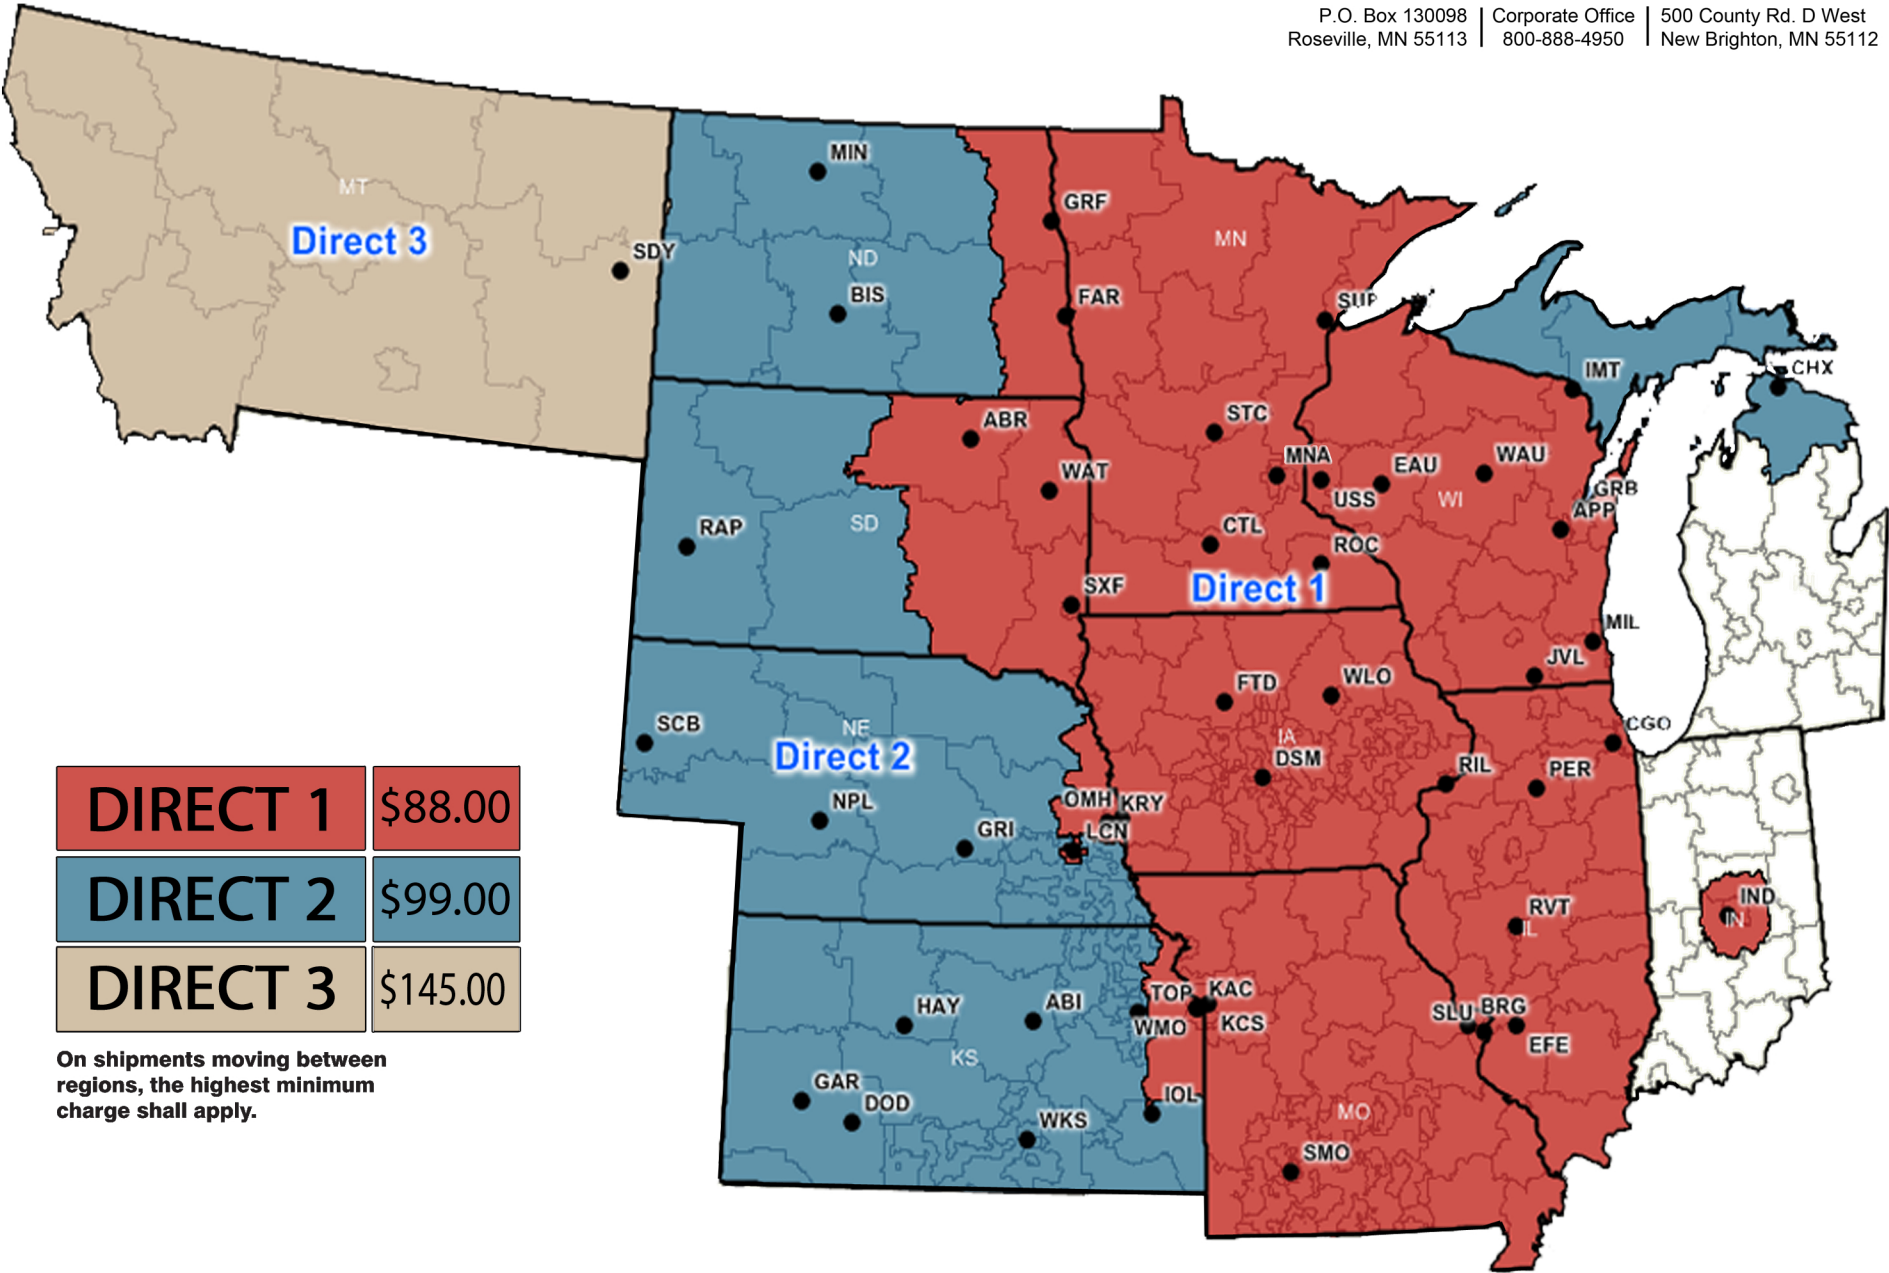 P.O. Box 130098 | Corporate Office | 500 County Rd. D West
Roseville, MN 55113 | 800-888-4950 | New Brighton, MN 55112
MIN
GRF
MT
MN
Direct 3
SDY
ND
BIS
FAR
SUP
IMT
CHX
ABR
STC
MNA
EAU
WAU
WAT
USS
WI
GRB
APP
RAP
SD
CTL
ROC
SXF
Direct 1
MIL
JVL
FTD
WLO
SCB
NE
CGO
IA
Direct 2
DSM
RIL
PER
NPL
OMH
KRY
GRI
LCN
IND
IN
RVT
IL
HAY
ABI
TOP
KAC
WMO
KCS
SLU
BRG
EFE
KS
GAR
DOD
IOL
WKS
MO
SMO
DIRECT 1 $88.00
DIRECT 2 $99.00
DIRECT 3 $145.00
On shipments moving between
regions, the highest minimum
charge shall apply.